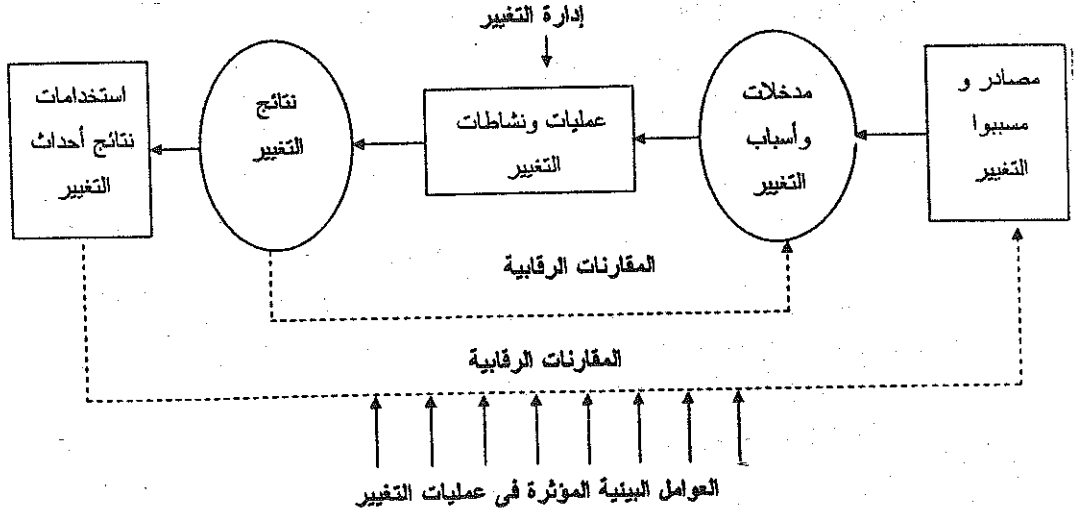 إدارة التغيير
مصادر و
مسببوا
التغيير
مدخلات
وأسباب
التغيير
عمليات ونشاطات
التغيير
نتائج
التغيير
استخدامات
نتائج أحداث
التغيير
المقارنات الرقابية
المقارنات الرقابية
العوامل البيئية المؤثرة في عمليات التغيير